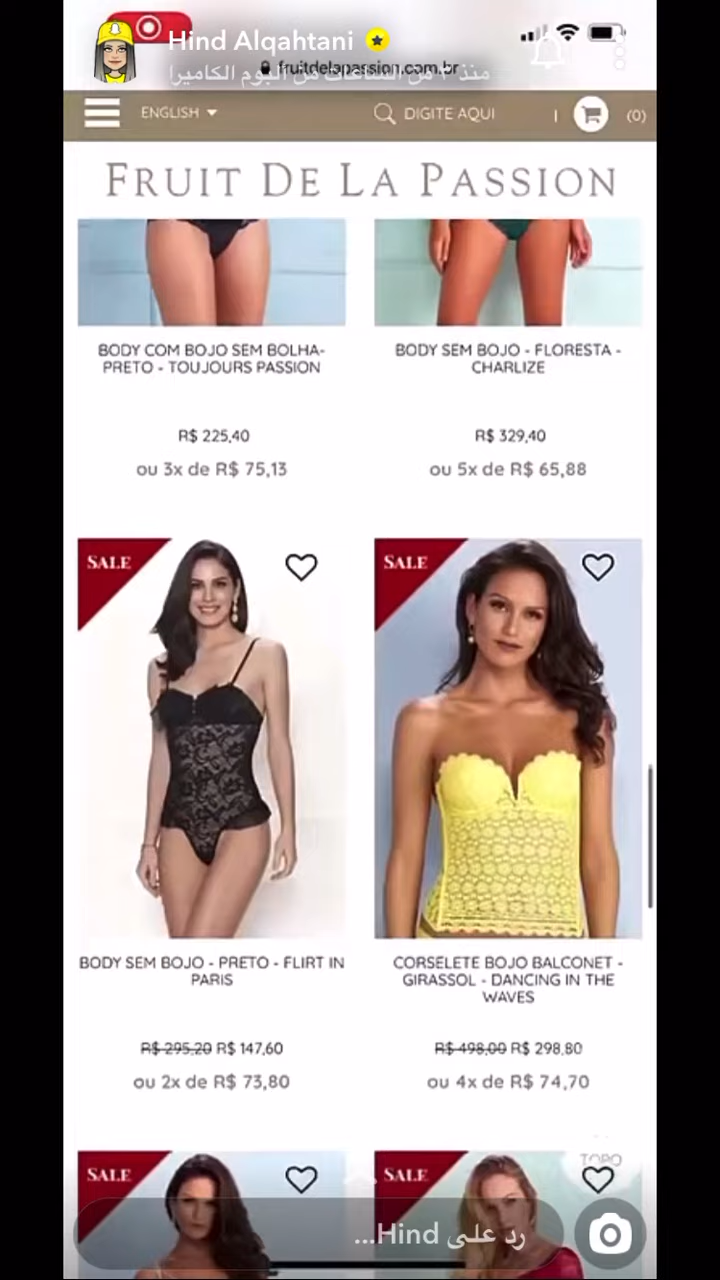 Hind Alqahtani
fruitdelapassion.com.br
ENGLISH
DIGITE AQUI
(0)
FRUIT DE LA PASSION
BODY COM BOJO SEM BOLHA-
PRETO - TOUJOURS PASSION
R$ 225,40
ou 3x de R$ 75,13
BODY SEM BOJO - FLORESTA -
CHARLIZE
R$ 329,40
ou 5x de R$ 65,88
SALE
BODY SEM BOJO - PRETO - FLIRT IN
PARIS
R$ 295,20 R$ 147,60
ou 2x de R$ 73,80
SALE
CORSELETE BOJO BALCONET -
GIRASSOL - DANCING IN THE
WAVES
R$ 498,00 R$ 298,80
ou 4x de R$ 74,70
SALE
SALE
TOPO
رد على Hind...